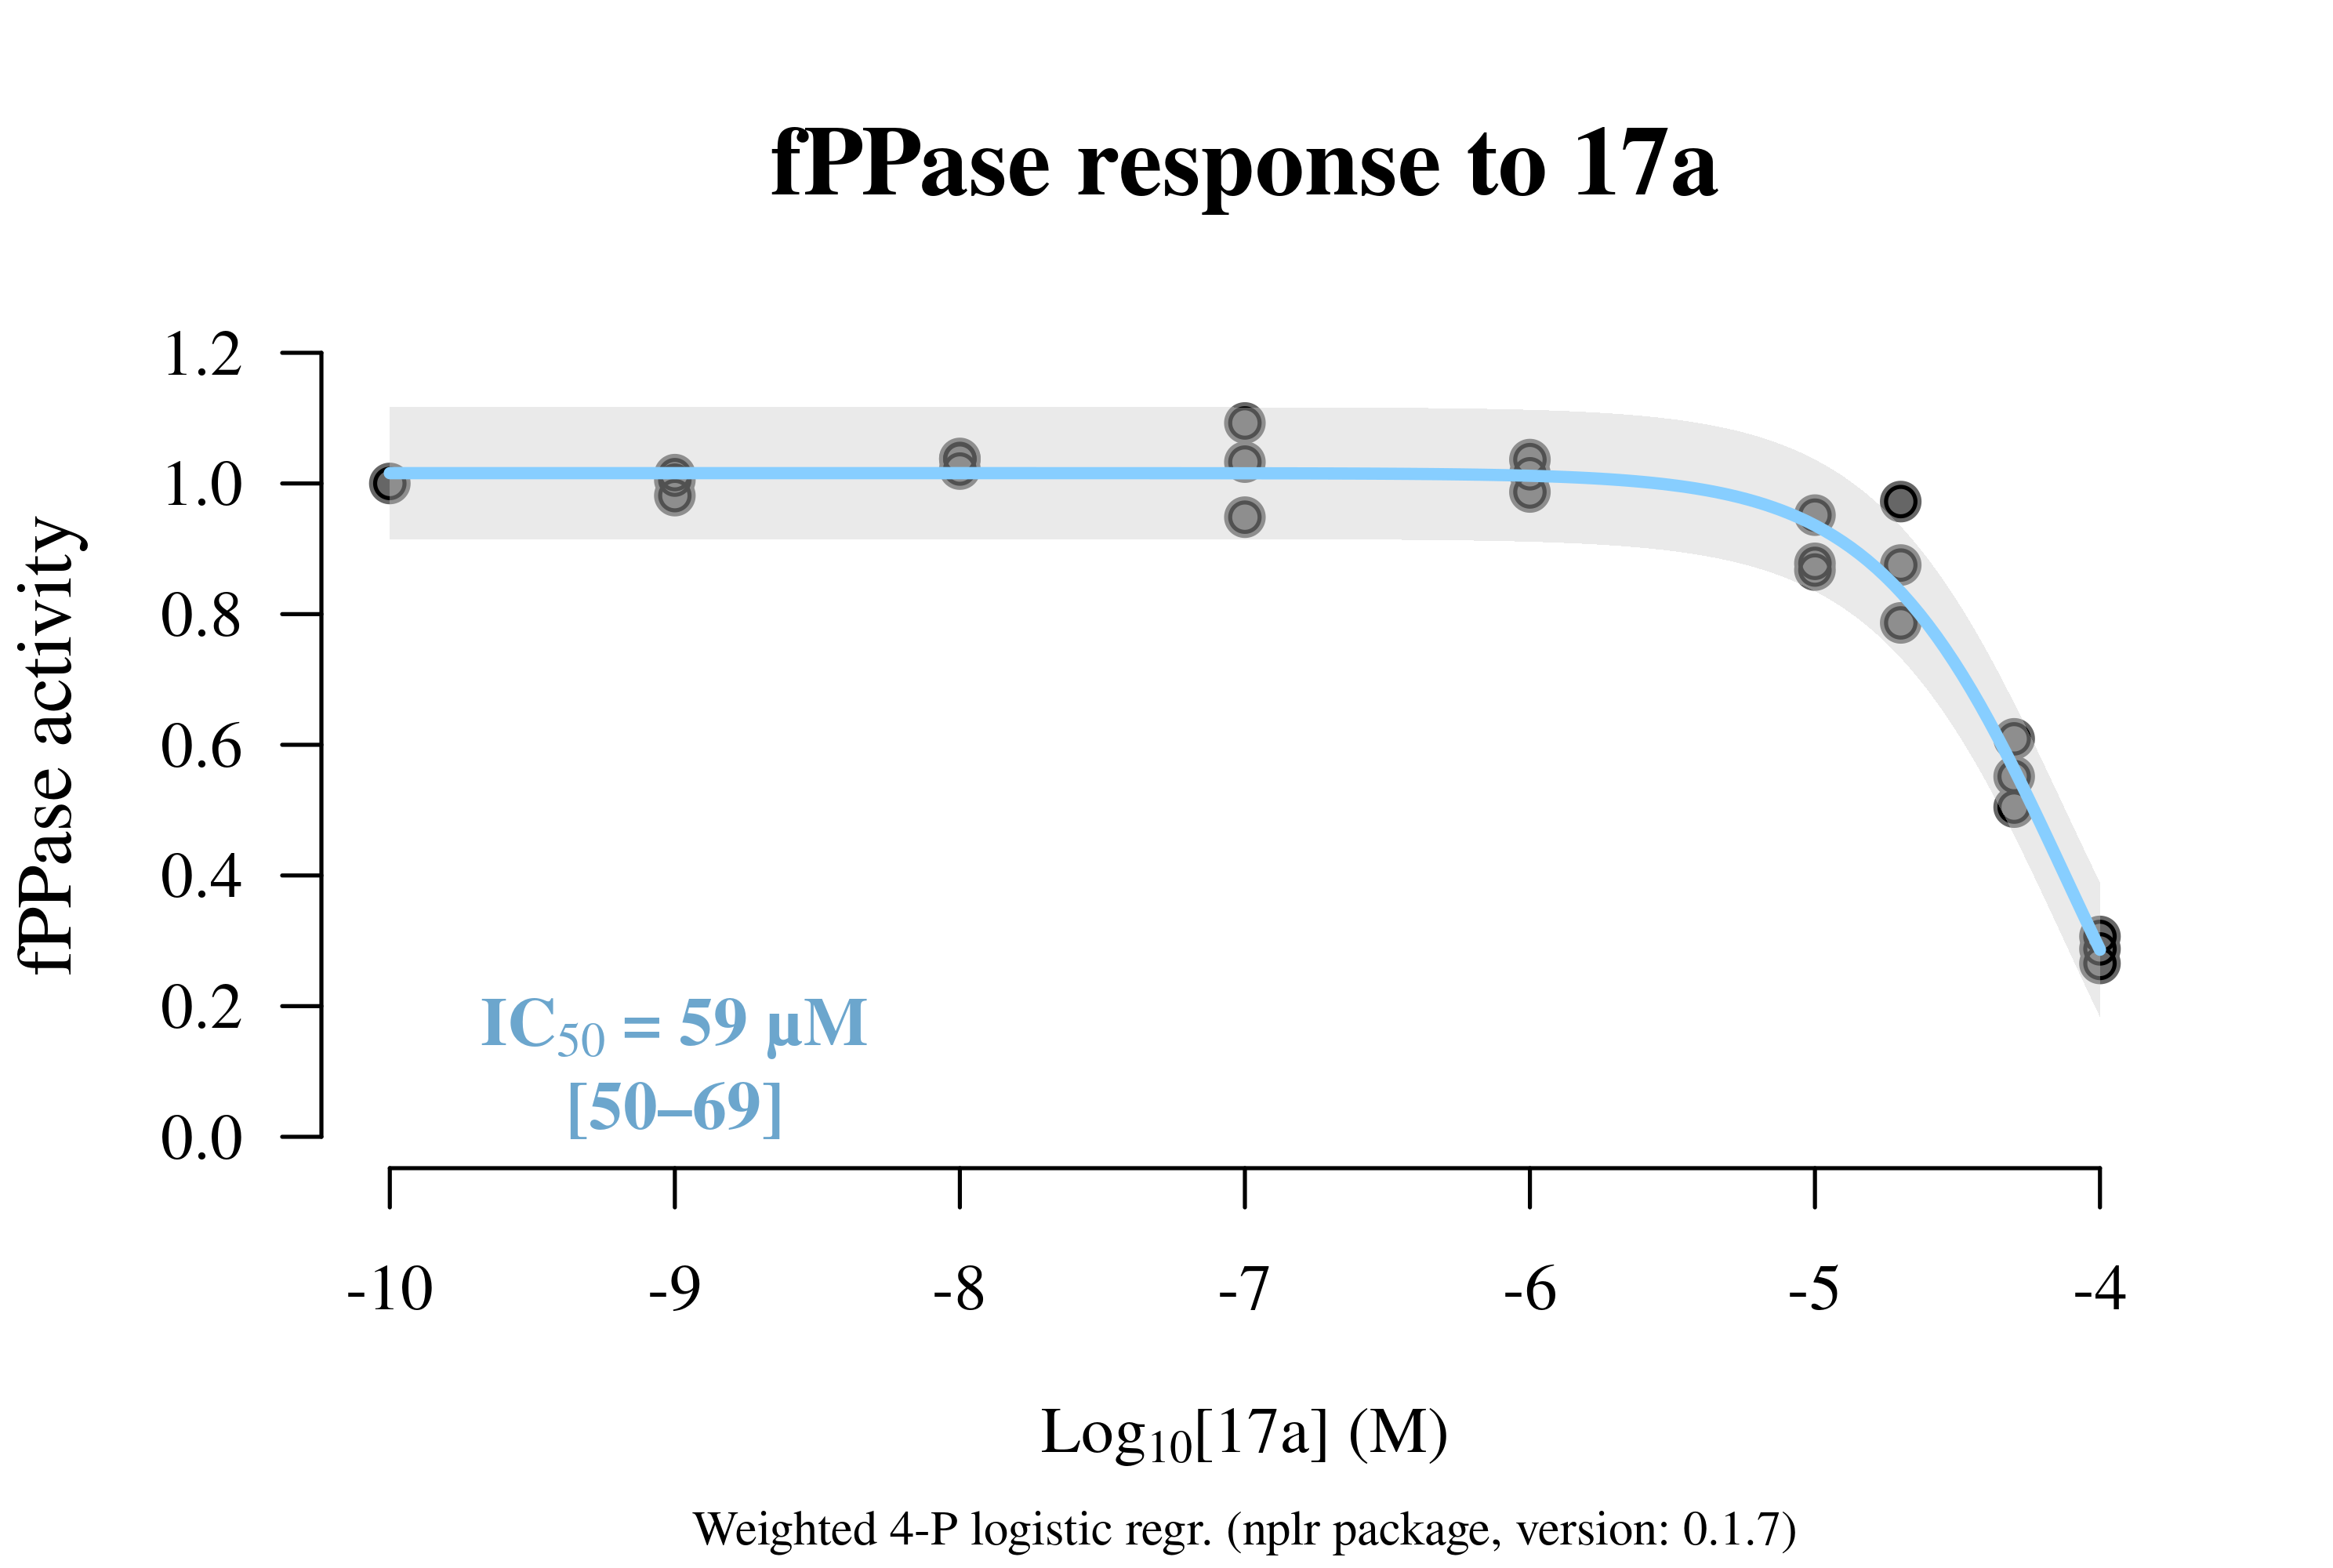 fPPase response to 17a
fPPase activity
1.2
1.0
0.8
0.6
0.4
0.2
0.0
IC50 = 59 µM
[50–69]
-10 -9 -8 -7 -6 -5 -4
Log10[17a] (M)
Weighted 4-P logistic regr. (nplr package, version: 0.1.7)